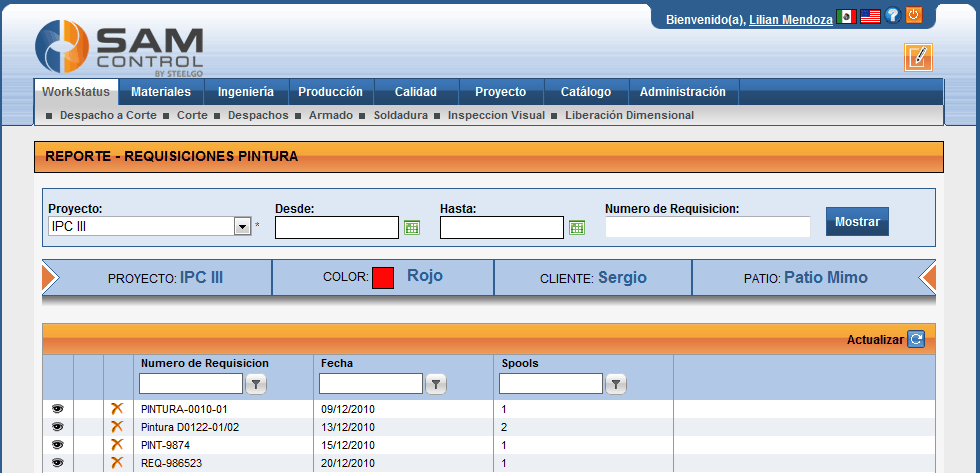 Bienvenido(a), Lilian Mendoza
SAM
CONTROL
BY STEELGO
WorkStatus Materiales Ingeniería Producción Calidad Proyecto Catálogo Administración
Despacho a Corte Corte Despachos Armado Soldadura Inspeccion Visual Liberación Dimensional
REPORTE - REQUISICIONES PINTURA
Proyecto: Desde: Hasta: Numero de Requisicion:
IPC III * Mostrar
PROYECTO: IPC III COLOR: Rojo CLIENTE: Sergio PATIO: Patio Mimo
Actualizar
Numero de Requisicion Fecha Spools
PINTURA-0010-01 09/12/2010 1
Pintura D0122-01/02 13/12/2010 2
PINT-9874 15/12/2010 1
REQ-986523 20/12/2010 1